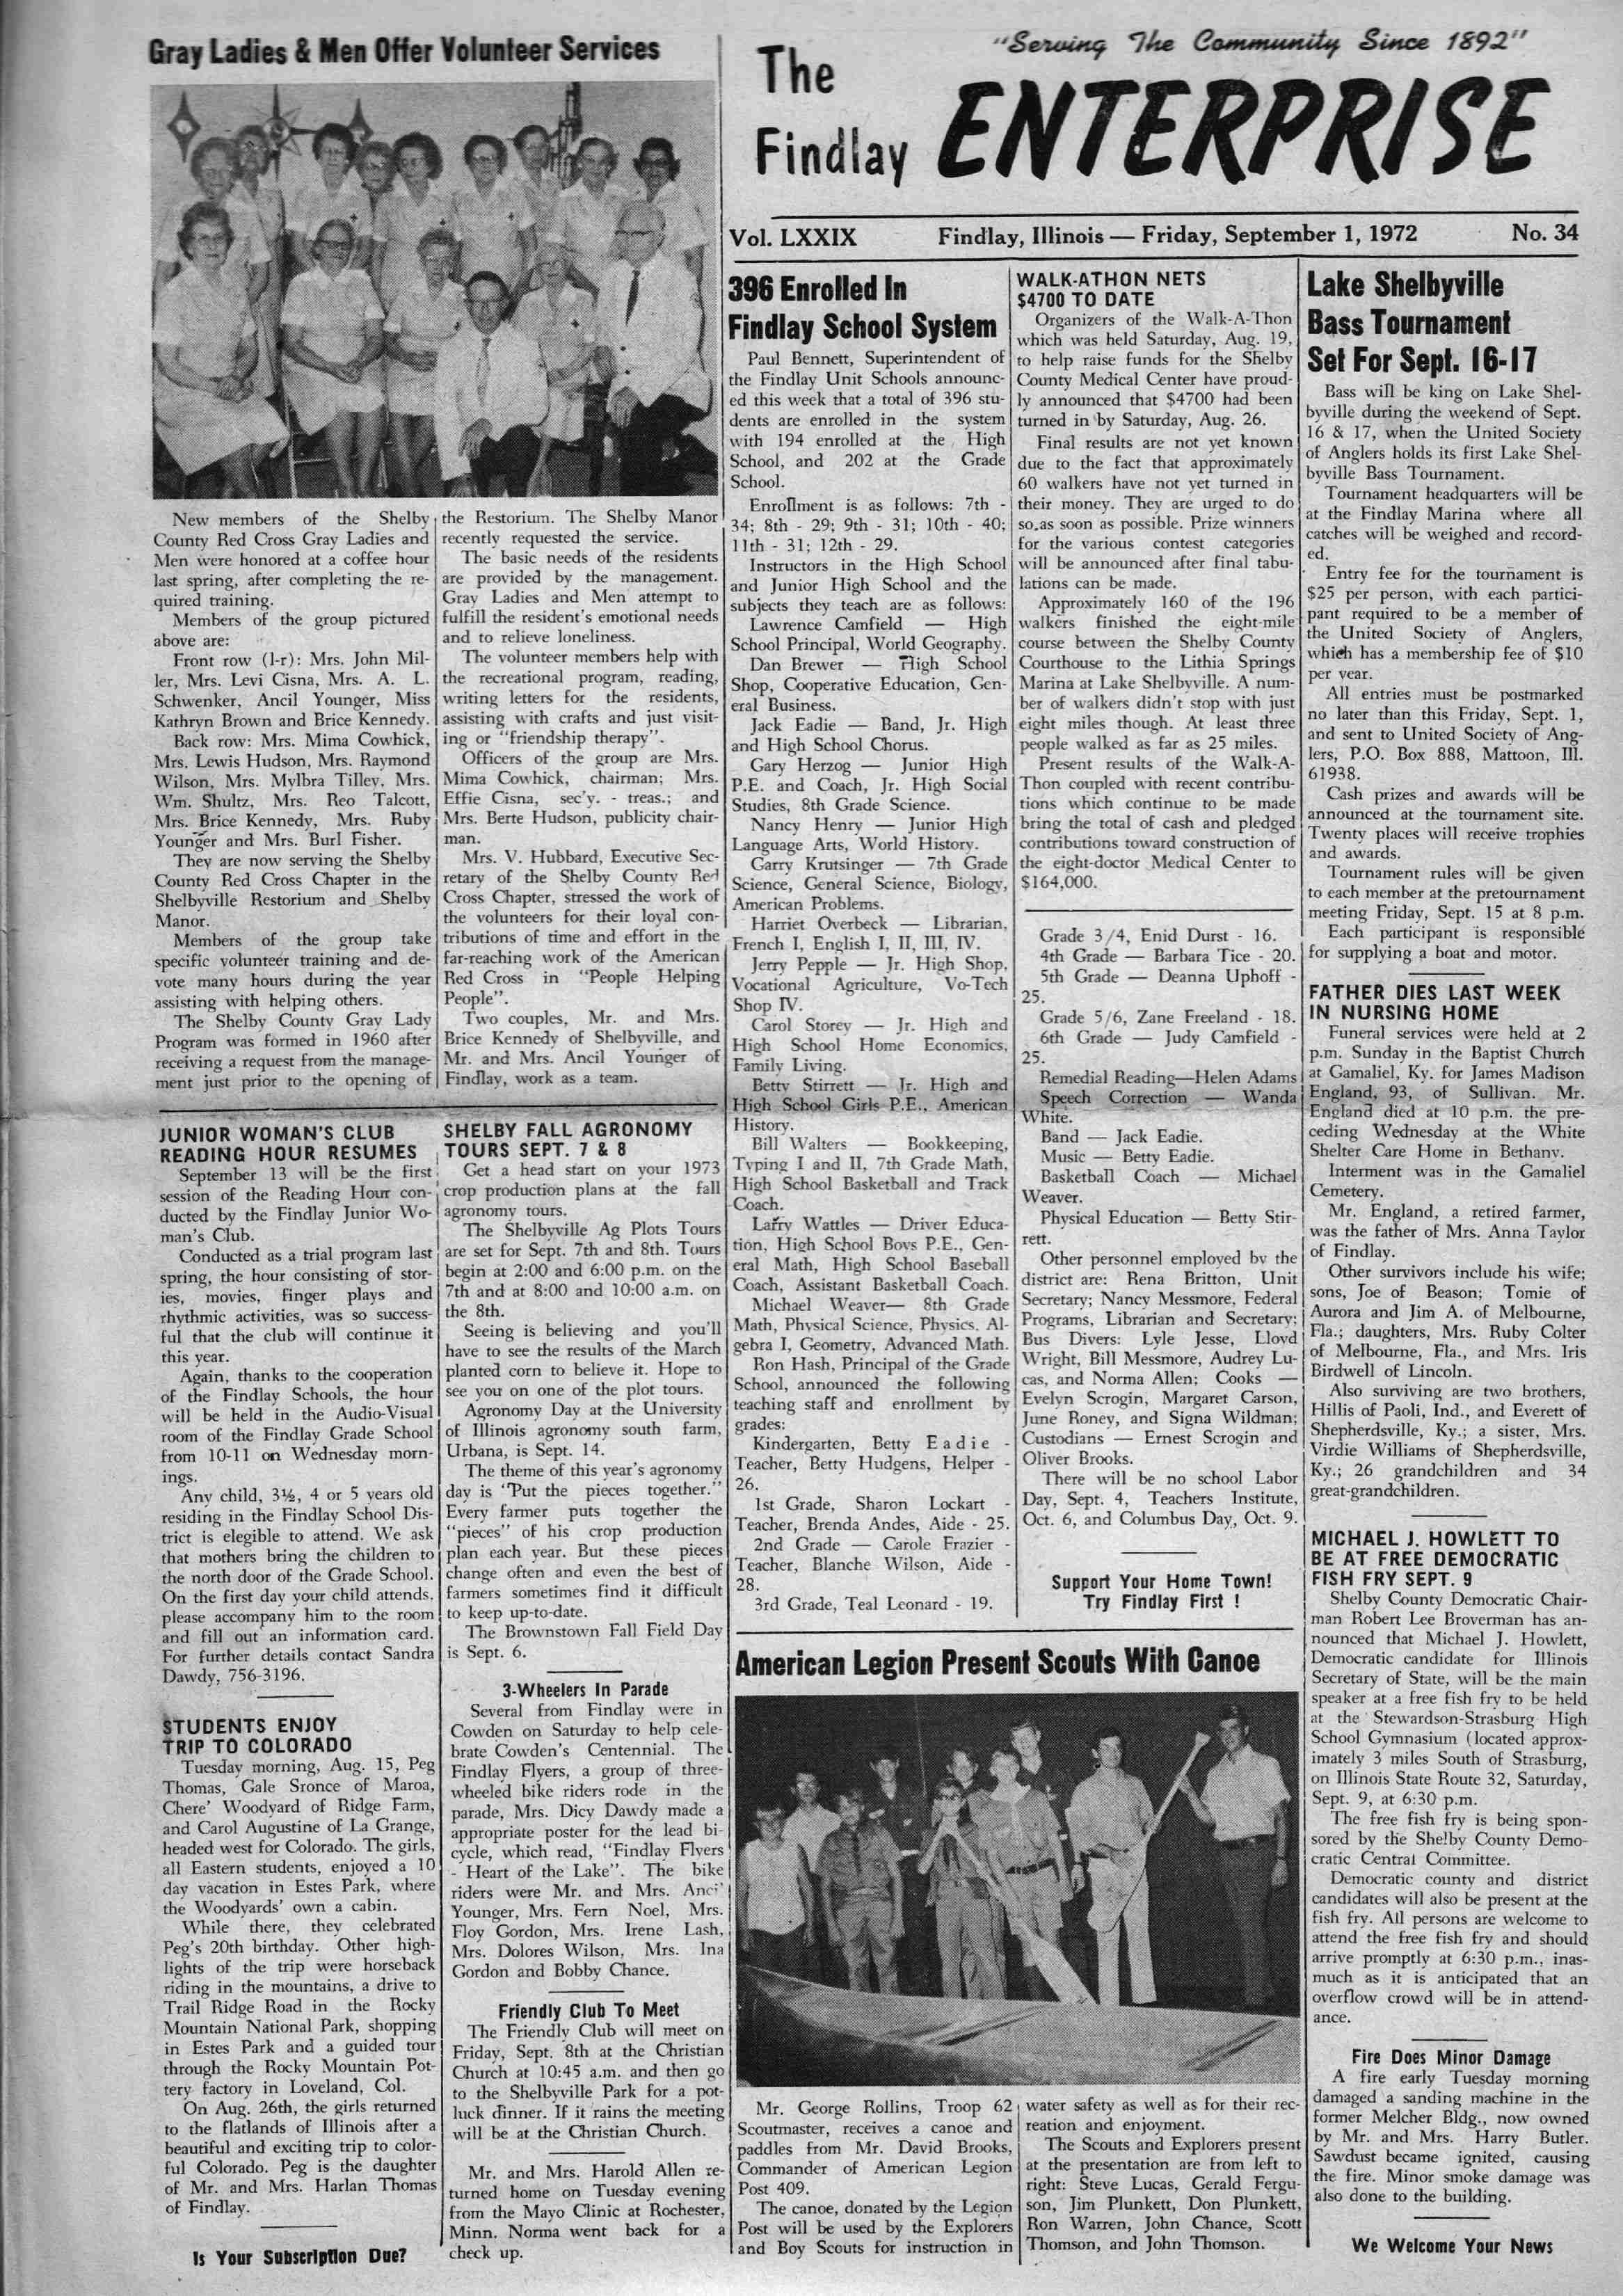 Gray Ladies & Men Offer Volunteer Services
"Serving The Community Since 1892"
The
Findlay
ENTERPRISE
Vol. LXXIX
Findlay, Illinois — Friday, September 1, 1972
No. 34
New members of the Shelby
County Red Cross Gray Ladies and
Men were honored at a coffee hour
last spring, after completing the re-
quired training.
Members of the group pictured
above are:
Front row (l-r): Mrs. John Mil-
ler, Mrs. Levi Cisna, Mrs. A. L.
Schwenker, Ancil Younger, Miss
Kathryn Brown and Brice Kennedy.
Back row: Mrs. Mima Cowhick,
Mrs. Lewis Hudson, Mrs. Raymond
Wilson, Mrs. Mylbra Tilley, Mrs.
Wm. Shultz, Mrs. Reo Talcott,
Mrs. Brice Kennedy, Mrs. Ruby
Younger and Mrs. Burl Fisher.
They are now serving the Shelby
County Red Cross Chapter in the
Shelbyville Restorium and Shelby
Manor.
Members of the group take
specific volunteer training and de-
vote many hours during the year
assisting with helping others.
The Shelby County Gray Lady
Program was formed in 1960 after
receiving a request from the manage-
ment just prior to the opening of
the Restorium. The Shelby Manor
recently requested the service.
The basic needs of the residents
are provided by the management.
Gray Ladies and Men attempt to
fulfill the resident's emotional needs
and to relieve loneliness.
The volunteer members help with
the recreational program, reading,
writing letters for the residents,
assisting with crafts and just visit-
ing or "friendship therapy".
Officers of the group are Mrs.
Mima Cowhick, chairman; Mrs.
Effie Cisna, sec'y. - treas.; and
Mrs. Berte Hudson, publicity chair-
man.
Mrs. V. Hubbard, Executive Sec-
retary of the Shelby County Red
Cross Chapter, stressed the work of
the volunteers for their loyal con-
tributions of time and effort in the
far-reaching work of the American
Red Cross in "People Helping
People".
Two couples, Mr. and Mrs.
Brice Kennedy of Shelbyville, and
Mr. and Mrs. Ancil Younger of
Findlay, work as a team.
JUNIOR WOMAN'S CLUB
READING HOUR RESUMES
September 13 will be the first
session of the Reading Hour con-
ducted by the Findlay Junior Wo-
man's Club.
Conducted as a trial program last
spring, the hour consisting of stor-
ies, movies, finger plays and
rhythmic activities, was so success-
ful that the club will continue it
this year.
Again, thanks to the cooperation
of the Findlay Schools, the hour
will be held in the Audio-Visual
room of the Findlay Grade School
from 10-11 on Wednesday morn-
ings.
Any child, 3½, 4 or 5 years old
residing in the Findlay School Dis-
trict is elegible to attend. We ask
that mothers bring the children to
the north door of the Grade School.
On the first day your child attends,
please accompany him to the room
and fill out an information card.
For further details contact Sandra
Dawdy, 756-3196.
STUDENTS ENJOY
TRIP TO COLORADO
Tuesday morning, Aug. 15, Peg
Thomas, Gale Sronce of Maroa,
Chere' Woodyard of Ridge Farm,
and Carol Augustine of La Grange,
headed west for Colorado. The girls,
all Eastern students, enjoyed a 10
day vacation in Estes Park, where
the Woodyards' own a cabin.
While there, they celebrated
Peg's 20th birthday. Other high-
lights of the trip were horseback
riding in the mountains, a drive to
Trail Ridge Road in the Rocky
Mountain National Park, shopping
in Estes Park and a guided tour
through the Rocky Mountain Pot-
tery factory in Loveland, Col.
On Aug. 26th, the girls returned
to the flatlands of Illinois after a
beautiful and exciting trip to color-
ful Colorado. Peg is the daughter
of Mr. and Mrs. Harlan Thomas
of Findlay.
Is Your Subscription Due?
SHELBY FALL AGRONOMY
TOURS SEPT. 7 & 8
Get a head start on your 1973
crop production plans at the fall
agronomy tours.
The Shelbyville Ag Plots Tours
are set for Sept. 7th and 8th. Tours
begin at 2:00 and 6:00 p.m. on the
7th and at 8:00 and 10:00 a.m. on
the 8th.
Seeing is believing and you'll
have to see the results of the March
planted corn to believe it. Hope to
see you on one of the plot tours.
Agronomy Day at the University
of Illinois agronomy south farm,
Urbana, is Sept. 14.
The theme of this year's agronomy
day is "Put the pieces together."
Every farmer puts together the
"pieces" of his crop production
plan each year. But these pieces
change often and even the best of
farmers sometimes find it difficult
to keep up-to-date.
The Brownstown Fall Field Day
is Sept. 6.
3-Wheelers In Parade
Several from Findlay were in
Cowden on Saturday to help cele-
brate Cowden's Centennial. The
Findlay Flyers, a group of three-
wheeled bike riders rode in the
parade, Mrs. Dicy Dawdy made a
appropriate poster for the lead bi-
cycle, which read, "Findlay Flyers
- Heart of the Lake". The bike
riders were Mr. and Mrs. Anci'
Younger, Mrs. Fern Noel, Mrs.
Floy Gordon, Mrs. Irene Lash,
Mrs. Dolores Wilson, Mrs. Ina
Gordon and Bobby Chance.
Friendly Club To Meet
The Friendly Club will meet on
Friday, Sept. 8th at the Christian
Church at 10:45 a.m. and then go
to the Shelbyville Park for a pot-
luck dinner. If it rains the meeting
will be at the Christian Church.
Mr. and Mrs. Harold Allen re-
turned home on Tuesday evening
from the Mayo Clinic at Rochester,
Minn. Norma went back for a
check up.
396 Enrolled In
Findlay School System
Paul Bennett, Superintendent of
the Findlay Unit Schools announc-
ed this week that a total of 396 stu-
dents are enrolled in the system
with 194 enrolled at the High
School, and 202 at the Grade
School.
Enrollment is as follows: 7th -
34; 8th - 29; 9th - 31; 10th - 40;
11th - 31; 12th - 29.
Instructors in the High School
and Junior High School and the
subjects they teach are as follows:
Lawrence Camfield — High
School Principal, World Geography.
Dan Brewer — High School
Shop, Cooperative Education, Gen-
eral Business.
Jack Eadie — Band, Jr. High
and High School Chorus.
Gary Herzog — Junior High
P.E. and Coach, Jr. High Social
Studies, 8th Grade Science.
Nancy Henry — Junior High
Language Arts, World History.
Garry Krutsinger — 7th Grade
Science, General Science, Biology,
American Problems.
Harriet Overbeck — Librarian,
French I, English I, II, III, IV.
Jerry Pepple — Jr. High Shop,
Vocational Agriculture, Vo-Tech
Shop IV.
Carol Storey — Jr. High and
High School Home Economics,
Family Living.
Betty Stirrett — Jr. High and
High School Girls P.E., American
History.
Bill Walters — Bookkeeping,
Typing I and II, 7th Grade Math,
High School Basketball and Track
Coach.
Larry Wattles — Driver Educa-
tion, High School Boys P.E., Gen-
eral Math, High School Baseball
Coach, Assistant Basketball Coach.
Michael Weaver— 8th Grade
Math, Physical Science, Physics, Al-
gebra I, Geometry, Advanced Math.
Ron Hash, Principal of the Grade
School, announced the following
teaching staff and enrollment by
grades:
Kindergarten, Betty Eadie -
Teacher, Betty Hudgens, Helper -
26.
1st Grade, Sharon Lockart -
Teacher, Brenda Andes, Aide - 25.
2nd Grade — Carole Frazier -
Teacher, Blanche Wilson, Aide -
28.
3rd Grade, Teal Leonard - 19.
WALK-ATHON NETS
$4700 TO DATE
Organizers of the Walk-A-Thon
which was held Saturday, Aug. 19,
to help raise funds for the Shelby
County Medical Center have proud-
ly announced that $4700 had been
turned in by Saturday, Aug. 26.
Final results are not yet known
due to the fact that approximately
60 walkers have not yet turned in
their money. They are urged to do
so as soon as possible. Prize winners
for the various contest categories
will be announced after final tabu-
lations can be made.
Approximately 160 of the 196
walkers finished the eight-mile
course between the Shelby County
Courthouse to the Lithia Springs
Marina at Lake Shelbyville. A num-
ber of walkers didn't stop with just
eight miles though. At least three
people walked as far as 25 miles.
Present results of the Walk-A-
Thon coupled with recent contribu-
tions which continue to be made
bring the total of cash and pledged
contributions toward construction of
the eight-doctor Medical Center to
$164,000.
Grade 3/4, Enid Durst - 16.
4th Grade — Barbara Tice - 20.
5th Grade — Deanna Uphoff -
25.
Grade 5/6, Zane Freeland - 18.
6th Grade — Judy Camfield -
25.
Remedial Reading—Helen Adams
Speech Correction — Wanda
White.
Band — Jack Eadie.
Music — Betty Eadie.
Basketball Coach — Michael
Weaver.
Physical Education — Betty Stir-
rett.
Other personnel employed by the
district are: Rena Britton, Unit
Secretary; Nancy Messmore, Federal
Programs, Librarian and Secretary;
Bus Divers: Lyle Jesse, Lloyd
Wright, Bill Messmore, Audrey Lu-
cas, and Norma Allen; Cooks —
Evelyn Scrogin, Margaret Carson,
June Roney, and Signa Wildman;
Custodians — Ernest Scrogin and
Oliver Brooks.
There will be no school Labor
Day, Sept. 4, Teachers Institute,
Oct. 6, and Columbus Day, Oct. 9.
Support Your Home Town!
Try Findlay First !
American Legion Present Scouts With Canoe
Mr. George Rollins, Troop 62
Scoutmaster, receives a canoe and
paddles from Mr. David Brooks,
Commander of American Legion
Post 409.
The canoe, donated by the Legion
Post will be used by the Explorers
and Boy Scouts for instruction in
water safety as well as for their rec-
reation and enjoyment.
The Scouts and Explorers present
at the presentation are from left to
right: Steve Lucas, Gerald Fergu-
son, Jim Plunkett, Don Plunkett,
Ron Warren, John Chance, Scott
Thomson, and John Thomson.
Lake Shelbyville
Bass Tournament
Set For Sept. 16-17
Bass will be king on Lake Shel-
byville during the weekend of Sept.
16 & 17, when the United Society
of Anglers holds its first Lake Shel-
byville Bass Tournament.
Tournament headquarters will be
at the Findlay Marina where all
catches will be weighed and record-
ed.
Entry fee for the tournament is
$25 per person, with each partici-
pant required to be a member of
the United Society of Anglers,
which has a membership fee of $10
per year.
All entries must be postmarked
no later than this Friday, Sept. 1,
and sent to United Society of Ang-
lers, P.O. Box 888, Mattoon, Ill.
61938.
Cash prizes and awards will be
announced at the tournament site.
Twenty places will receive trophies
and awards.
Tournament rules will be given
to each member at the pretournament
meeting Friday, Sept. 15 at 8 p.m.
Each participant is responsible
for supplying a boat and motor.
FATHER DIES LAST WEEK
IN NURSING HOME
Funeral services were held at 2
p.m. Sunday in the Baptist Church
at Gamaliel, Ky. for James Madison
England, 93, of Sullivan. Mr.
England died at 10 p.m. the pre-
ceding Wednesday at the White
Shelter Care Home in Bethany.
Interment was in the Gamaliel
Cemetery.
Mr. England, a retired farmer,
was the father of Mrs. Anna Taylor
of Findlay.
Other survivors include his wife;
sons, Joe of Beason; Tomie of
Aurora and Jim A. of Melbourne,
Fla.; daughters, Mrs. Ruby Colter
of Melbourne, Fla., and Mrs. Iris
Birdwell of Lincoln.
Also surviving are two brothers,
Hillis of Paoli, Ind., and Everett of
Shepherdsville, Ky.; a sister, Mrs.
Virdie Williams of Shepherdsville,
Ky.; 26 grandchildren and 34
great-grandchildren.
MICHAEL J. HOWLETT TO
BE AT FREE DEMOCRATIC
FISH FRY SEPT. 9
Shelby County Democratic Chair-
man Robert Lee Broverman has an-
nounced that Michael J. Howlett,
Democratic candidate for Illinois
Secretary of State, will be the main
speaker at a free fish fry to be held
at the Stewardson-Strasburg High
School Gymnasium (located approx-
imately 3 miles South of Strasburg,
on Illinois State Route 32, Saturday,
Sept. 9, at 6:30 p.m.
The free fish fry is being spon-
sored by the Shelby County Demo-
cratic Central Committee.
Democratic county and district
candidates will also be present at the
fish fry. All persons are welcome to
attend the free fish fry and should
arrive promptly at 6:30 p.m., inas-
much as it is anticipated that an
overflow crowd will be in attend-
ance.
Fire Does Minor Damage
A fire early Tuesday morning
damaged a sanding machine in the
former Melcher Bldg., now owned
by Mr. and Mrs. Harry Butler.
Sawdust became ignited, causing
the fire. Minor smoke damage was
also done to the building.
We Welcome Your News